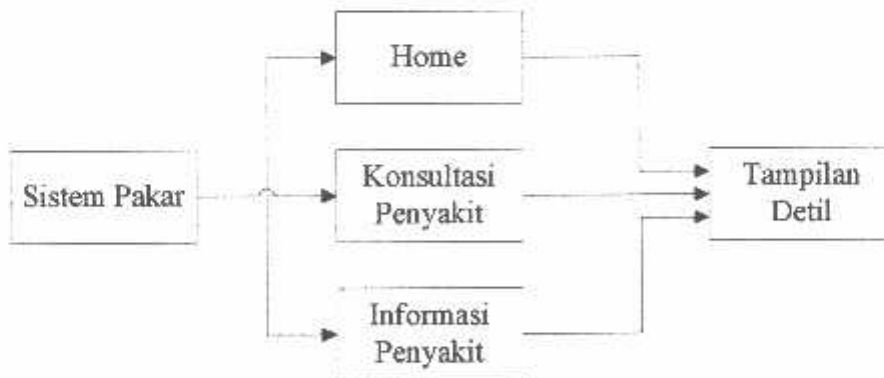 Home
Sistem Pakar
Konsultasi
Penyakit
Tampilan
Detil
Informasi
Penyakit